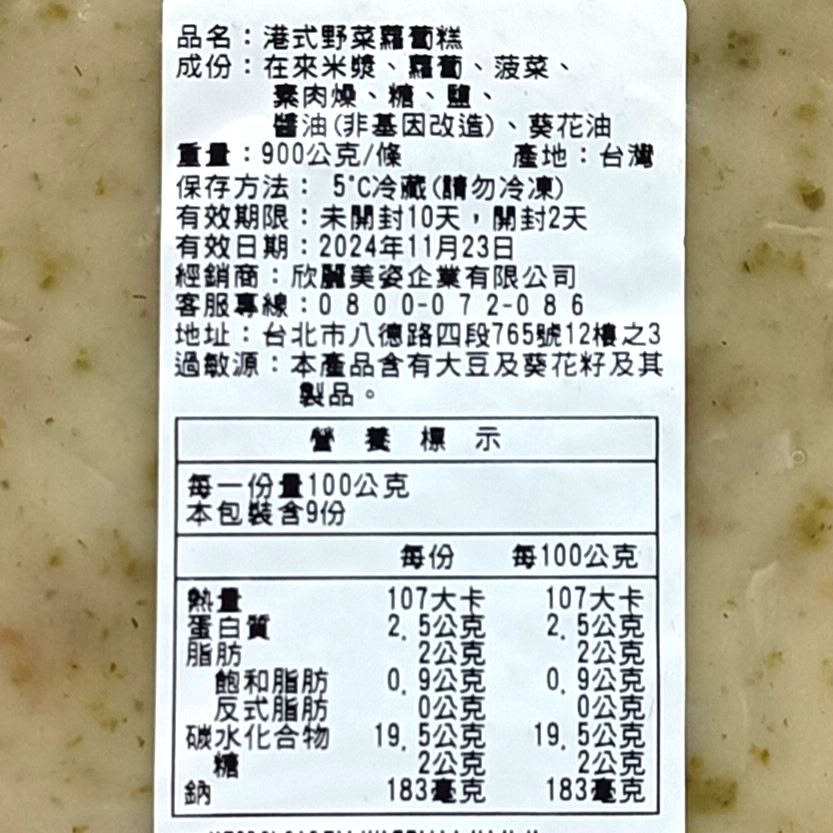 品名：港式野菜蘿蔔糕
成份：在來米漿、蘿蔔、菠菜、
素肉燥、糖、鹽、
醬油(非基因改造)、葵花油
重量：900公克/條 產地：台灣
保存方法： 5°C冷藏(請勿冷凍)
有效期限：未開封10天，開封2天
有效日期：2024年11月23日
經銷商：欣麗美姿企業有限公司
客服專線：0800-072-086
地址：台北市八德路四段765號12樓之3
過敏源：本產品含有大豆及葵花籽及其
製品。
營養標示
每一份量100公克
本包裝含9份
每份 每100公克
熱量 107大卡 107大卡
蛋白質 2.5公克 2.5公克
脂肪 2公克 2公克
飽和脂肪 0.9公克 0.9公克
反式脂肪 0公克 0公克
碳水化合物 19.5公克 19.5公克
糖 2公克 2公克
鈉 183毫克 183毫克